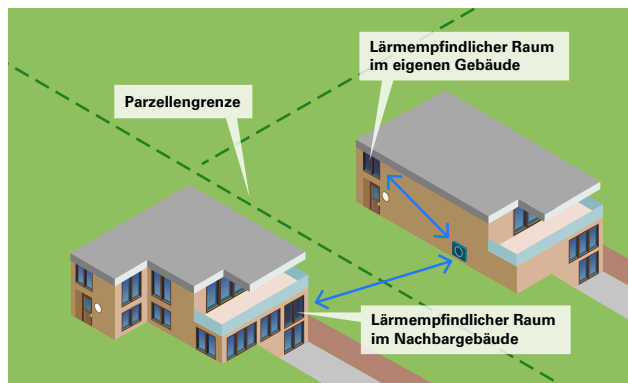 Lärmempfindlicher Raum
im eigenen Gebäude
Parzellengrenze
Lärmempfindlicher Raum
im Nachbargebäude